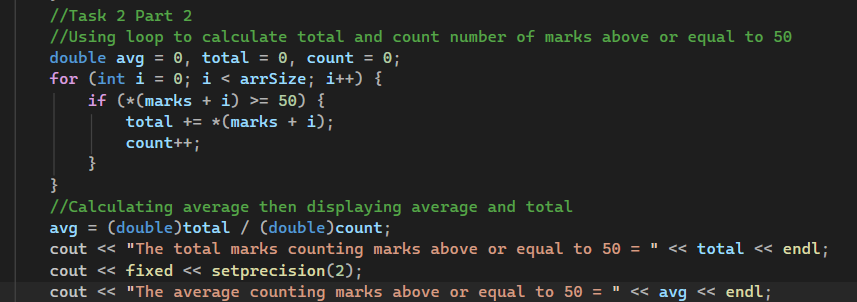 //Task 2 Part 2
//Using loop to calculate total and count number of marks above or equal to 50
double avg = 0, total = 0, count = 0;
for (int i = 0; i < arrSize; i++) {
if (*(marks + i) >= 50) {
total += *(marks + i);
count++;
}
}
//Calculating average then displaying average and total
avg = (double)total / (double)count;
cout << "The total marks counting marks above or equal to 50 = " << total << endl;
cout << fixed << setprecision(2);
cout << "The average counting marks above or equal to 50 = " << avg << endl;